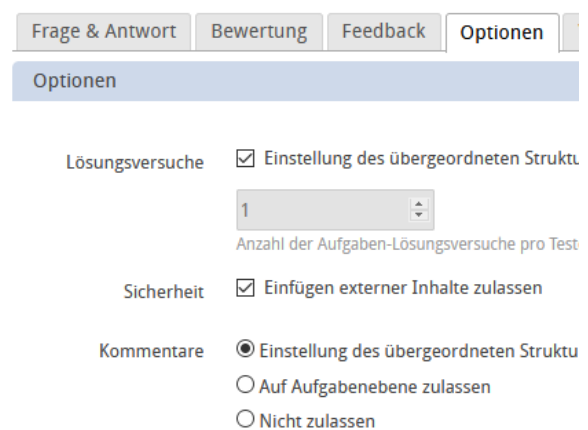 Frage & Antwort Bewertung Feedback Optionen
Optionen
Lösungsversuche Einstellung des übergeordneten
1
Anzahl der Aufgaben-Lösungsversuche pro
Sicherheit Einfügen externer Inhalte zulassen
Kommentare Einstellung des übergeordneten
Auf Aufgabenebene zulassen
Nicht zulassen